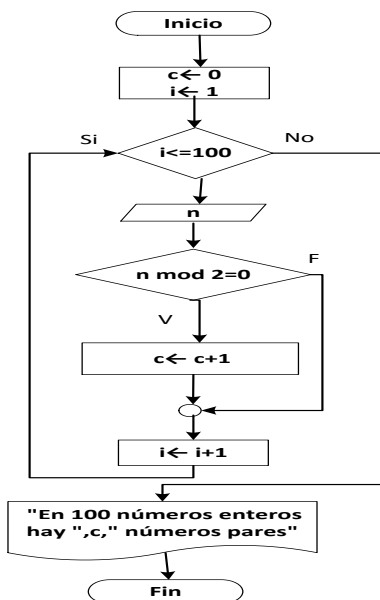 Inicio
c← 0
i← 1
Si
No
i<=100
n
n mod 2=0
F
V
c← c+1
i← i+1
"En 100 números enteros
hay ",c," números pares"
Fin